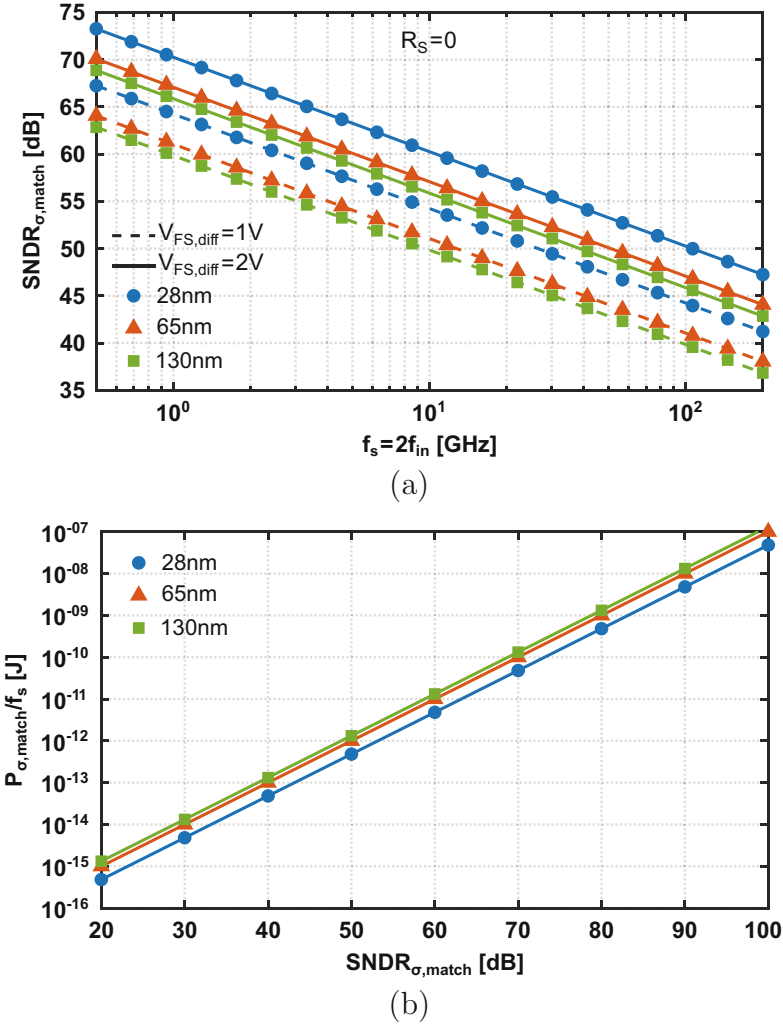 75
70
65
60
55
50
45
40
35
SNDRσ,match [dB]
RS=0
VFS,diff=1V
VFS,diff=2V
28nm
65nm
130nm
10^0
10^1
10^2
fs=2fin [GHz]
(a)
10^-07
10^-08
10^-09
10^-10
10^-11
10^-12
10^-13
10^-14
10^-15
10^-16
Pσ,match/fs [J]
28nm
65nm
130nm
20 30 40 50 60 70 80 90 100
SNDRσ,match [dB]
(b)